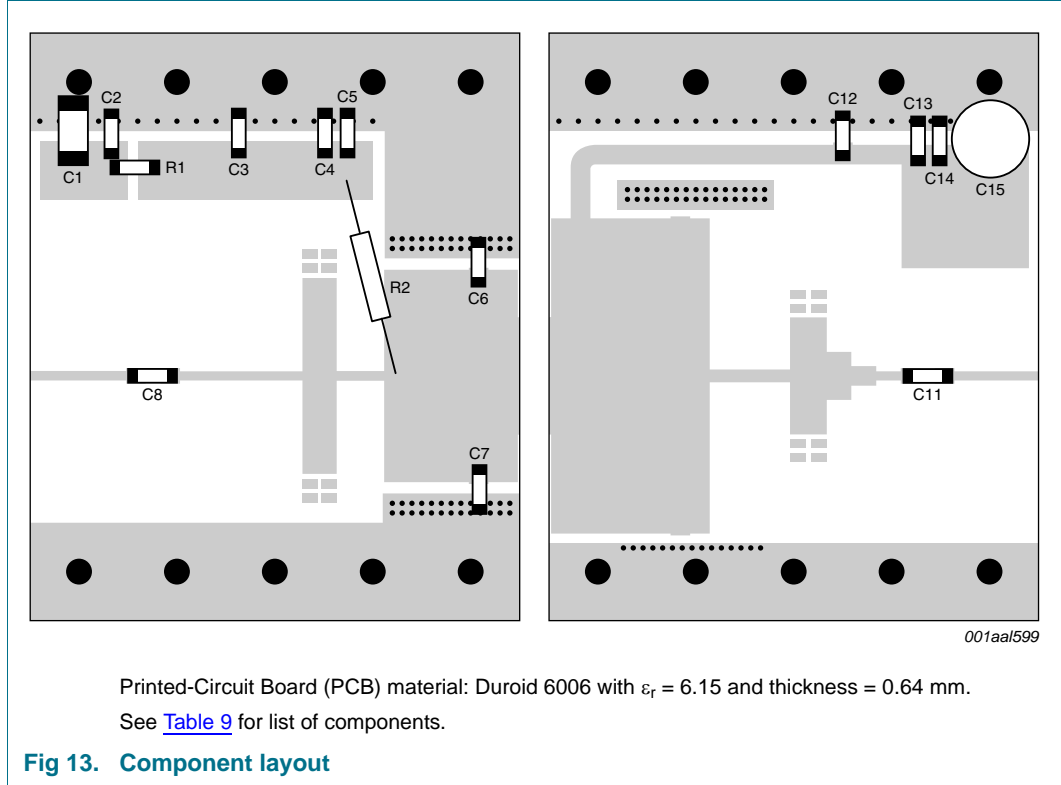 C2
C5
C12
C13
C1
R1
C3
C4
C14
C15
R2
C6
C8
C11
C7
001aal599
Printed-Circuit Board (PCB) material: Duroid 6006 with εr = 6.15 and thickness = 0.64 mm.
See Table 9 for list of components.
Fig 13. Component layout